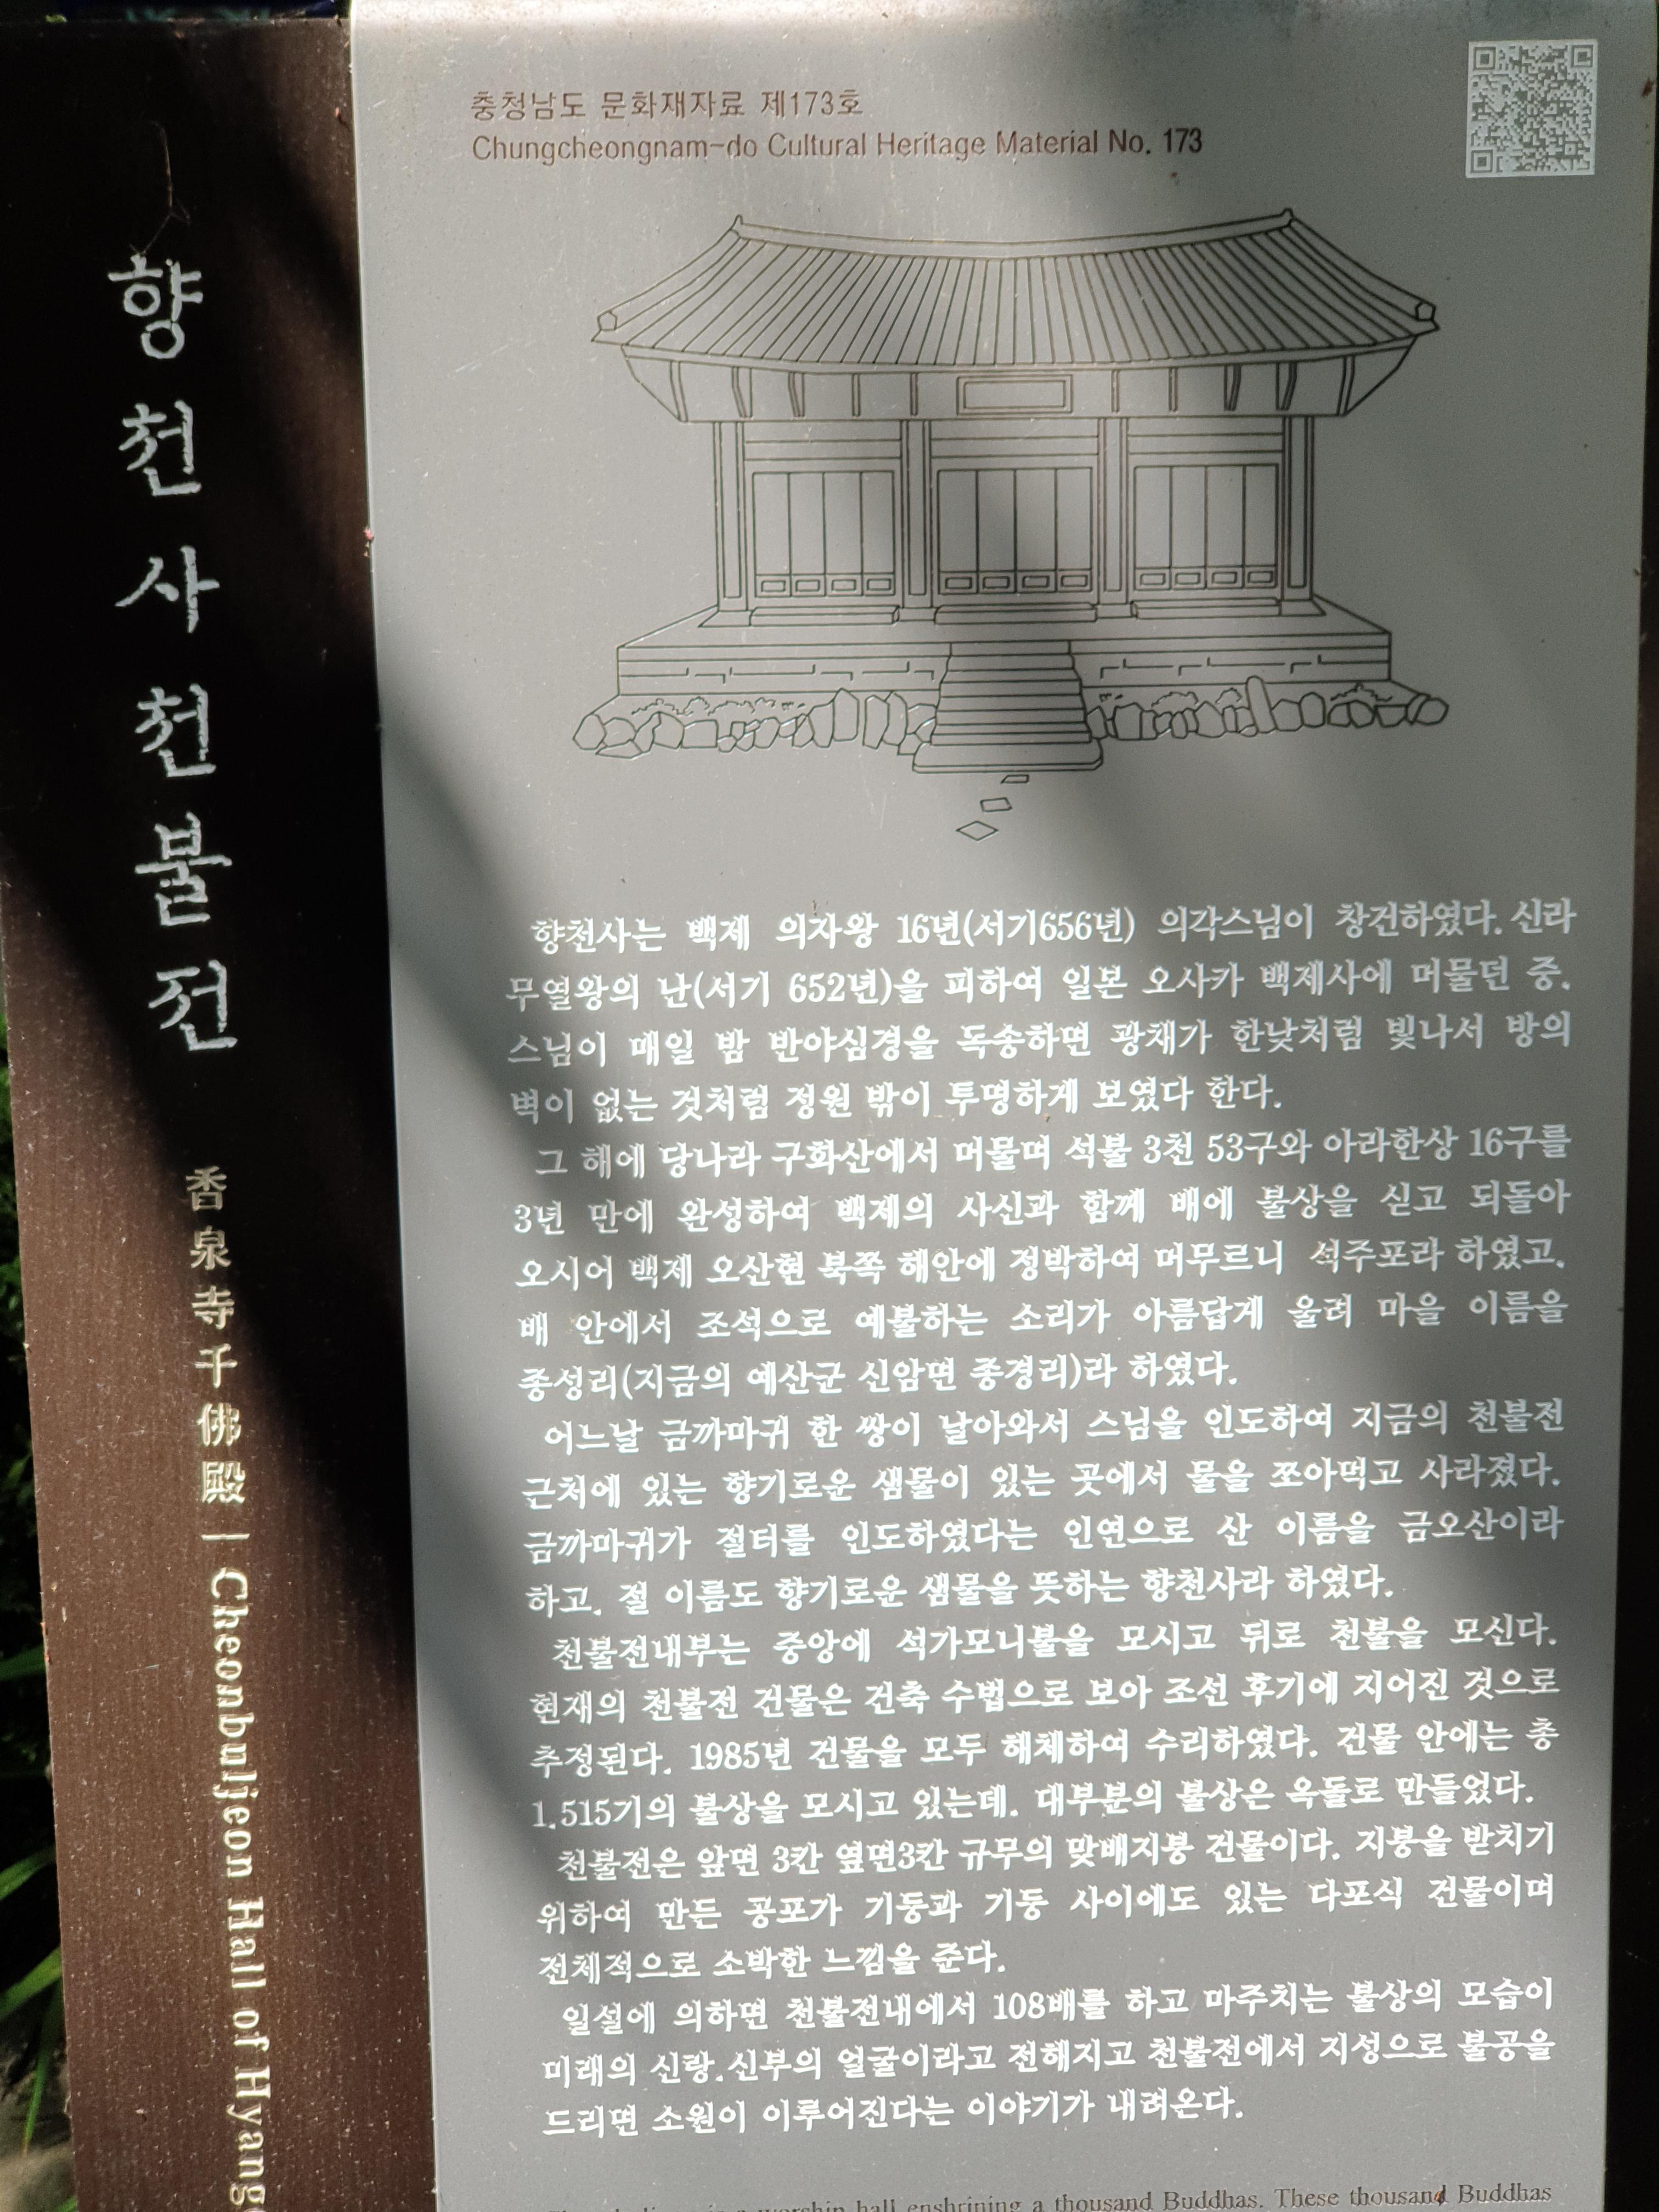 충청남도 문화재자료 제173호
Chungcheongnam-do Cultural Heritage Material No. 173
향천사천불전
香泉寺千佛殿 | Cheonbuljeon Hall of Hyang
향천사는 백제 의자왕 16년(서기656년) 의각스님이 창건하였다. 신라
무열왕의 난(서기 652년)을 피하여 일본 오사카 백제사에 머물던 중,
스님이 매일 밤 반야심경을 독송하면 광채가 한낮처럼 빛나서 방의
벽이 없는 것처럼 정원 밖이 투명하게 보였다 한다.
그 해에 당나라 구화산에서 머물며 석불 3천 53구와 아라한상 16구를
3년 만에 완성하여 백제의 사신과 함께 배에 불상을 싣고 되돌아
오시어 백제 오산현 북쪽 해안에 정박하여 머무르니 석주포라 하였고,
배 안에서 조석으로 예불하는 소리가 아름답게 울려 마을 이름을
종성리(지금의 예산군 신암면 종경리)라 하였다.
어느날 금까마귀 한 쌍이 날아와서 스님을 인도하여 지금의 천불전
근처에 있는 향기로운 샘물이 있는 곳에서 물을 쪼아먹고 사라졌다.
금까마귀가 절터를 인도하였다는 인연으로 산 이름을 금오산이라
하고, 절 이름도 향기로운 샘물을 뜻하는 향천사라 하였다.
천불전내부는 중앙에 석가모니불을 모시고 뒤로 천불을 모신다.
현재의 천불전 건물은 건축 수법으로 보아 조선 후기에 지어진 것으로
추정된다. 1985년 건물을 모두 해체하여 수리하였다. 건물 안에는 총
1,515기의 불상을 모시고 있는데, 대부분의 불상은 옥돌로 만들었다.
천불전은 앞면 3칸 옆면3칸 규무의 맞배지붕 건물이다. 지붕을 받치기
위하여 만든 공포가 기둥과 기둥 사이에도 있는 다포식 건물이며
전체적으로 소박한 느낌을 준다.
일설에 의하면 천불전내에서 108배를 하고 마주치는 불상의 모습이
미래의 신랑.신부의 얼굴이라고 전해지고 천불전에서 지성으로 불공을
드리면 소원이 이루어진다는 이야기가 내려온다.
worship hall enshrining a thousand Buddhas. These thousand Buddhas